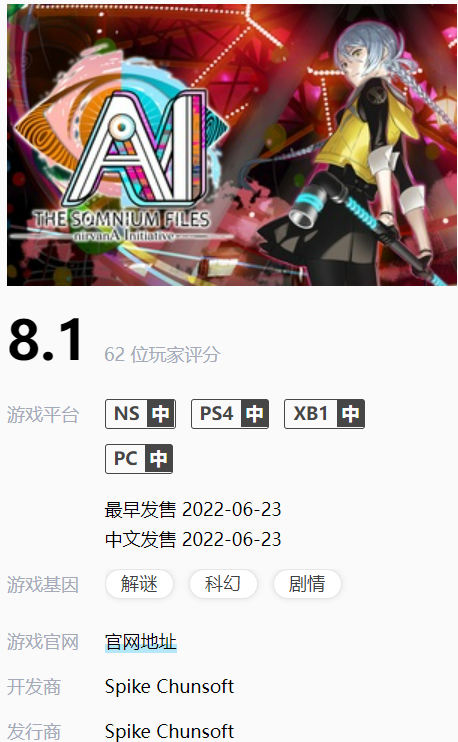 AI
THE SOMNIUM FILES
nirvanA Initiative
8.1 62 位玩家评分
游戏平台 NS 中 PS4 中 XB1 中
PC 中
最早发售 2022-06-23
中文发售 2022-06-23
游戏基因 解谜 科幻 剧情
游戏官网 官网地址
开发商 Spike Chunsoft
发行商 Spike Chunsoft